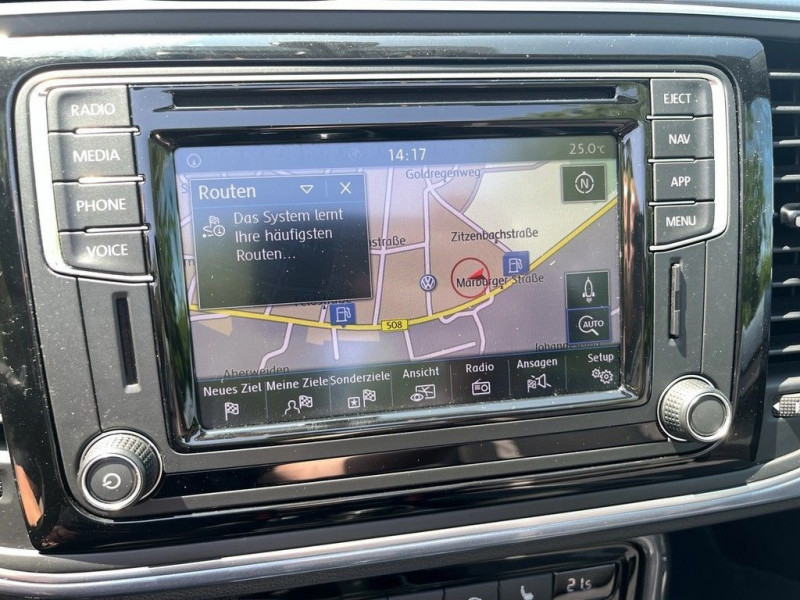 RADIO
MEDIA
PHONE
VOICE
EJECT
NAV
APP
MENU
14:17
25.0°C
Routen
Das System lernt
Ihre häufigsten
Routen...
Goldregenweg
Zitzenbachstraße
Marburger Straße
508
N
AUTO
Neues Ziel
Meine Ziele
Sonderziele
Ansicht
Radio
Ansagen
Setup